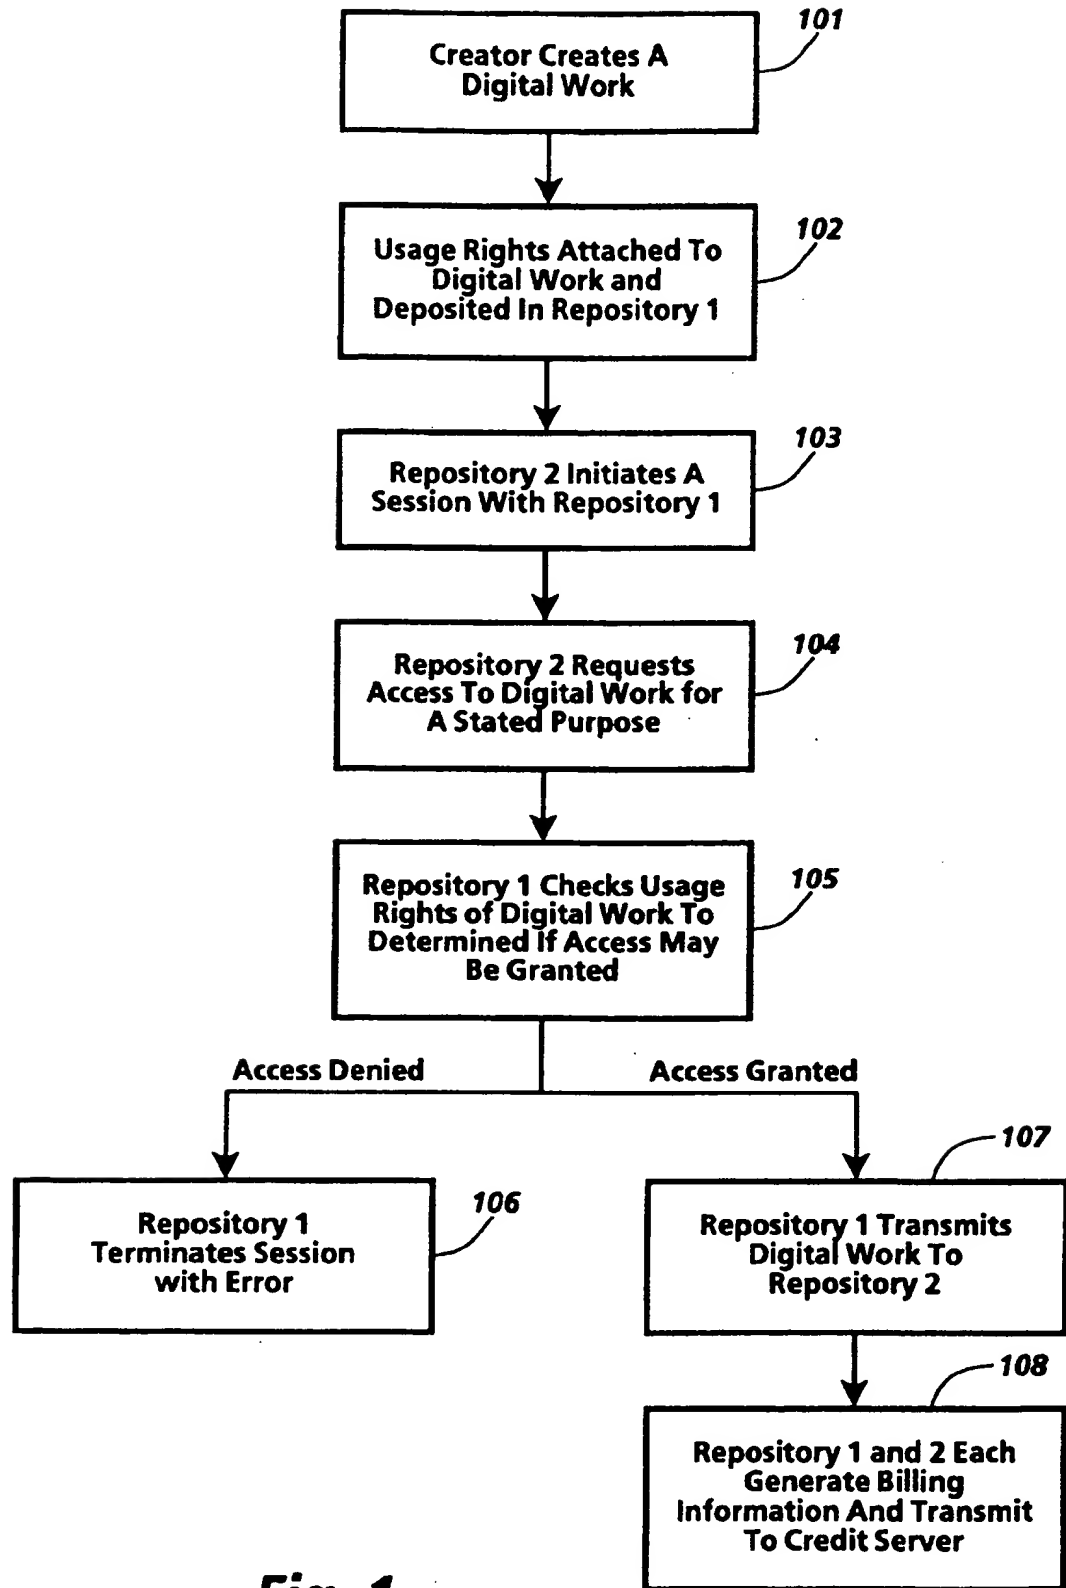 101
Creator Creates A
Digital Work
102
Usage Rights Attached To
Digital Work and
Deposited In Repository 1
103
Repository 2 Initiates A
Session With Repository 1
104
Repository 2 Requests
Access To Digital Work for
A Stated Purpose
105
Repository 1 Checks Usage
Rights of Digital Work To
Determined If Access May
Be Granted
Access Denied
Access Granted
106
Repository 1
Terminates Session
with Error
107
Repository 1 Transmits
Digital Work To
Repository 2
108
Repository 1 and 2 Each
Generate Billing
Information And Transmit
To Credit Server
Fig. 1